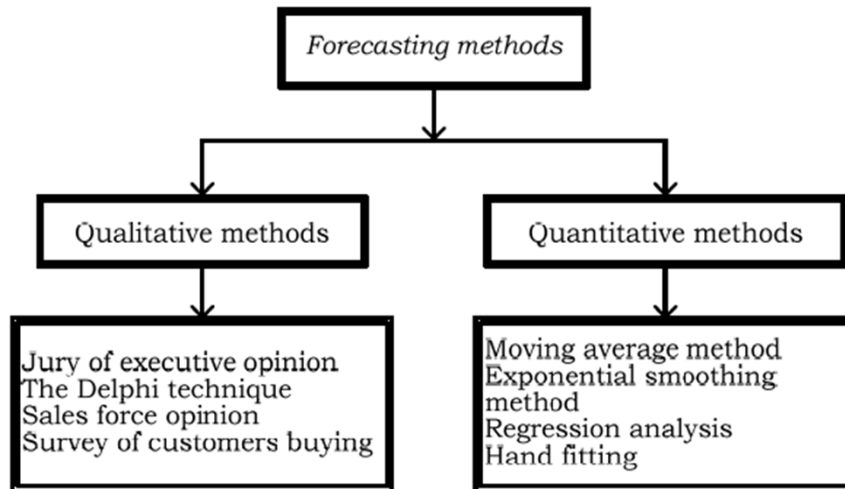 Forecasting methods
Qualitative methods
Quantitative methods
Jury of executive opinion
The Delphi technique
Sales force opinion
Survey of customers buying
Moving average method
Exponential smoothing
method
Regression analysis
Hand fitting